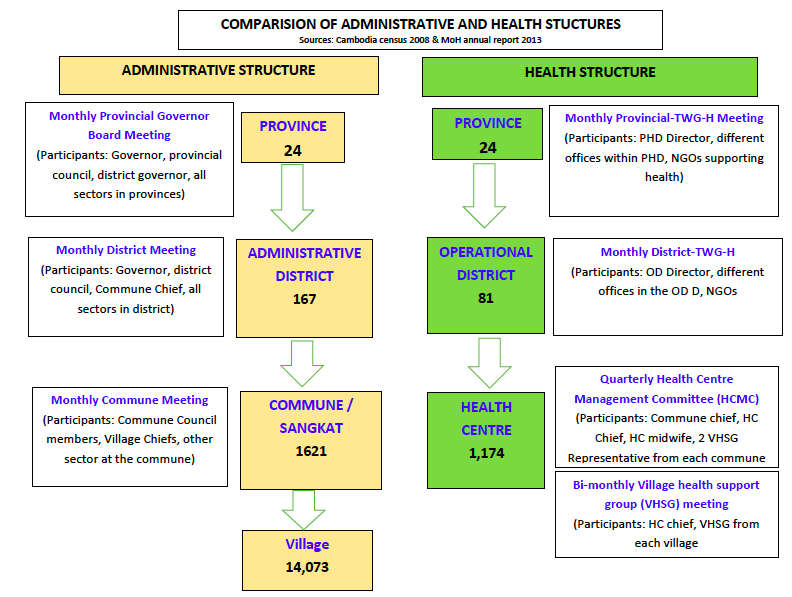 COMPARISION OF ADMINISTRATIVE AND HEALTH STUCTURES
Sources: Cambodia census 2008 & MoH annual report 2013
ADMINISTRATIVE STRUCTURE
HEALTH STRUCTURE
Monthly Provincial Governor
Board Meeting
(Participants: Governor, provincial
council, district governor, all
sectors in provinces)
PROVINCE
24
PROVINCE
24
Monthly Provincial-TWG-H Meeting
(Participants: PHD Director, different
offices within PHD, NGOs supporting
health)
Monthly District Meeting
(Participants: Governor, district
council, Commune Chief, all
sectors in district)
ADMINISTRATIVE
DISTRICT
167
OPERATIONAL
DISTRICT
81
Monthly District-TWG-H
(Participants: OD Director, different
offices in the OD D, NGOs
Monthly Commune Meeting
(Participants: Commune Council
members, Village Chiefs, other
sector at the commune)
COMMUNE /
SANGKAT
1621
HEALTH
CENTRE
1,174
Quarterly Health Centre
Management Committee (HCMC)
(Participants: Commune chief, HC
Chief, HC midwife, 2 VHSG
Representative from each commune
Bi-monthly Village health support
group (VHSG) meeting
(Participants: HC chief, VHSG from
each village
Village
14,073